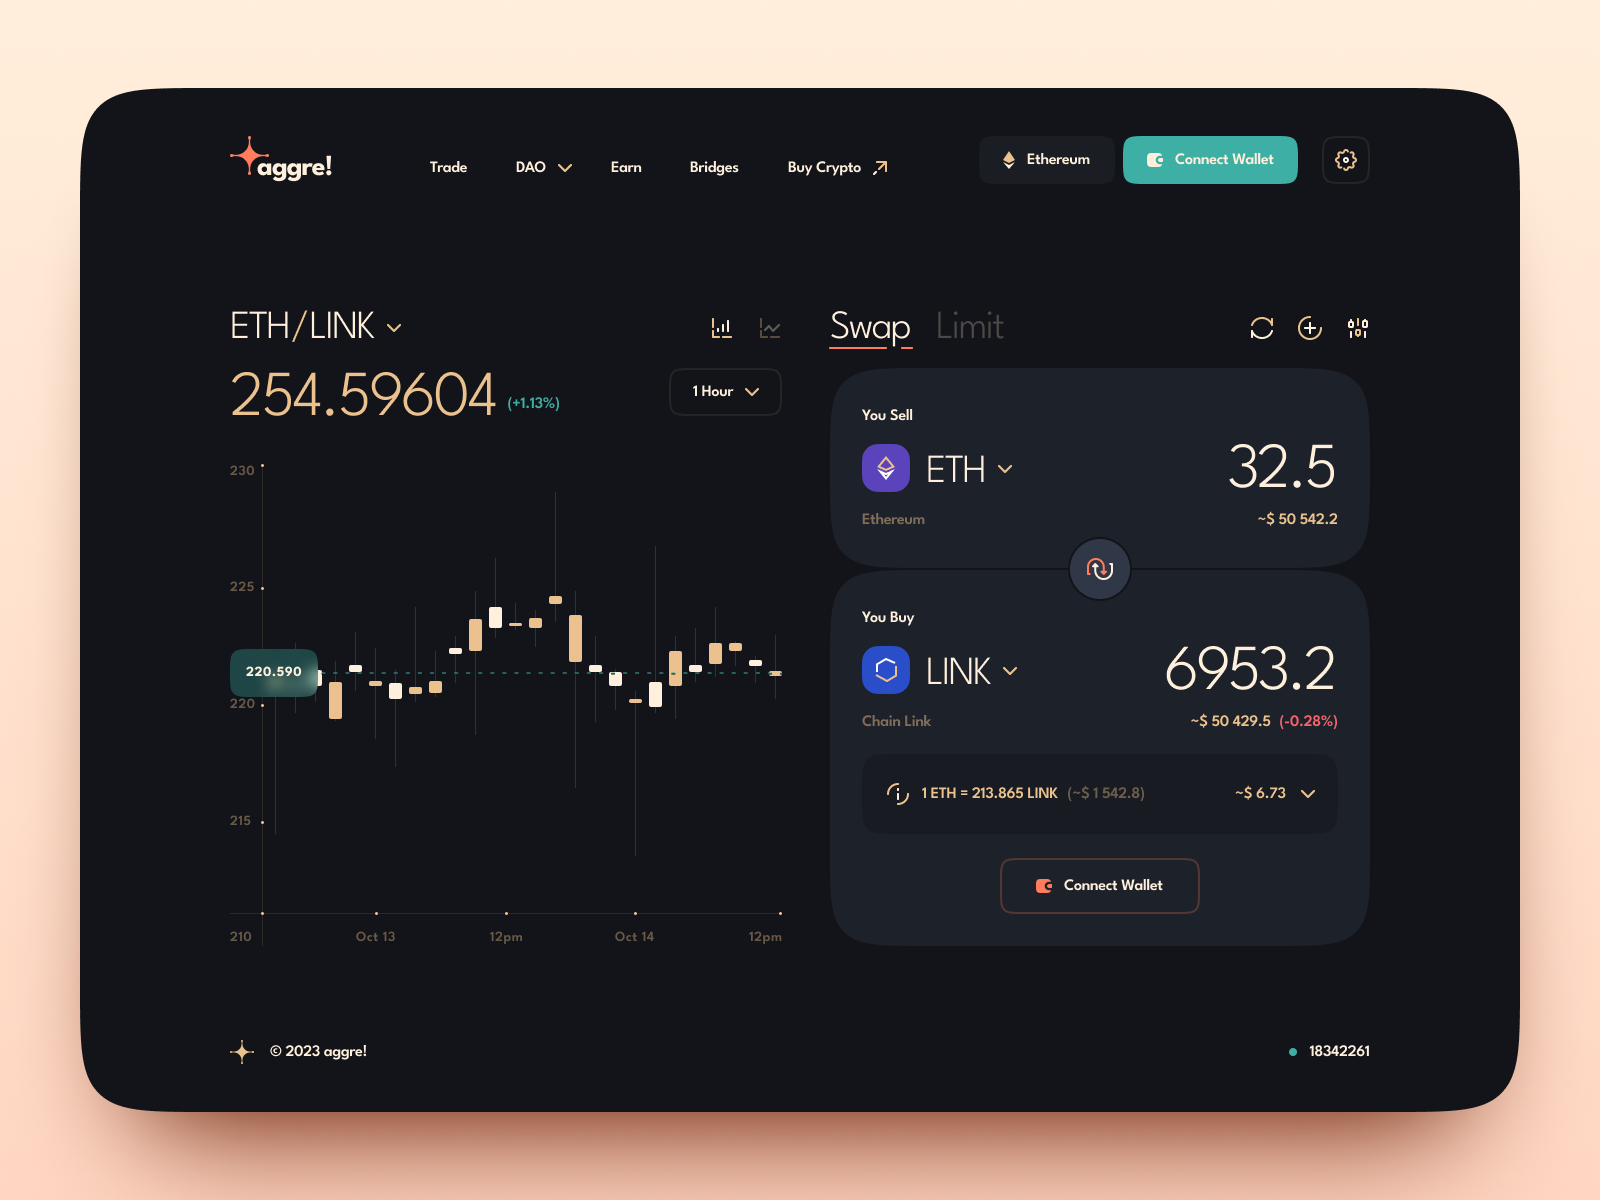 aggre!
Trade
DAO
Earn
Bridges
Buy Crypto
Ethereum
Connect Wallet
ETH/LINK
254.59604 (+1.13%)
1 Hour
230
225
220.590
220
215
210
Oct 13
12pm
Oct 14
12pm
Swap
Limit
You Sell
ETH
32.5
Ethereum
~$ 50 542.2
You Buy
LINK
6953.2
Chain Link
~$ 50 429.5 (-0.28%)
1 ETH = 213.865 LINK (~$ 1 542.8)
~$ 6.73
Connect Wallet
© 2023 aggre!
18342261